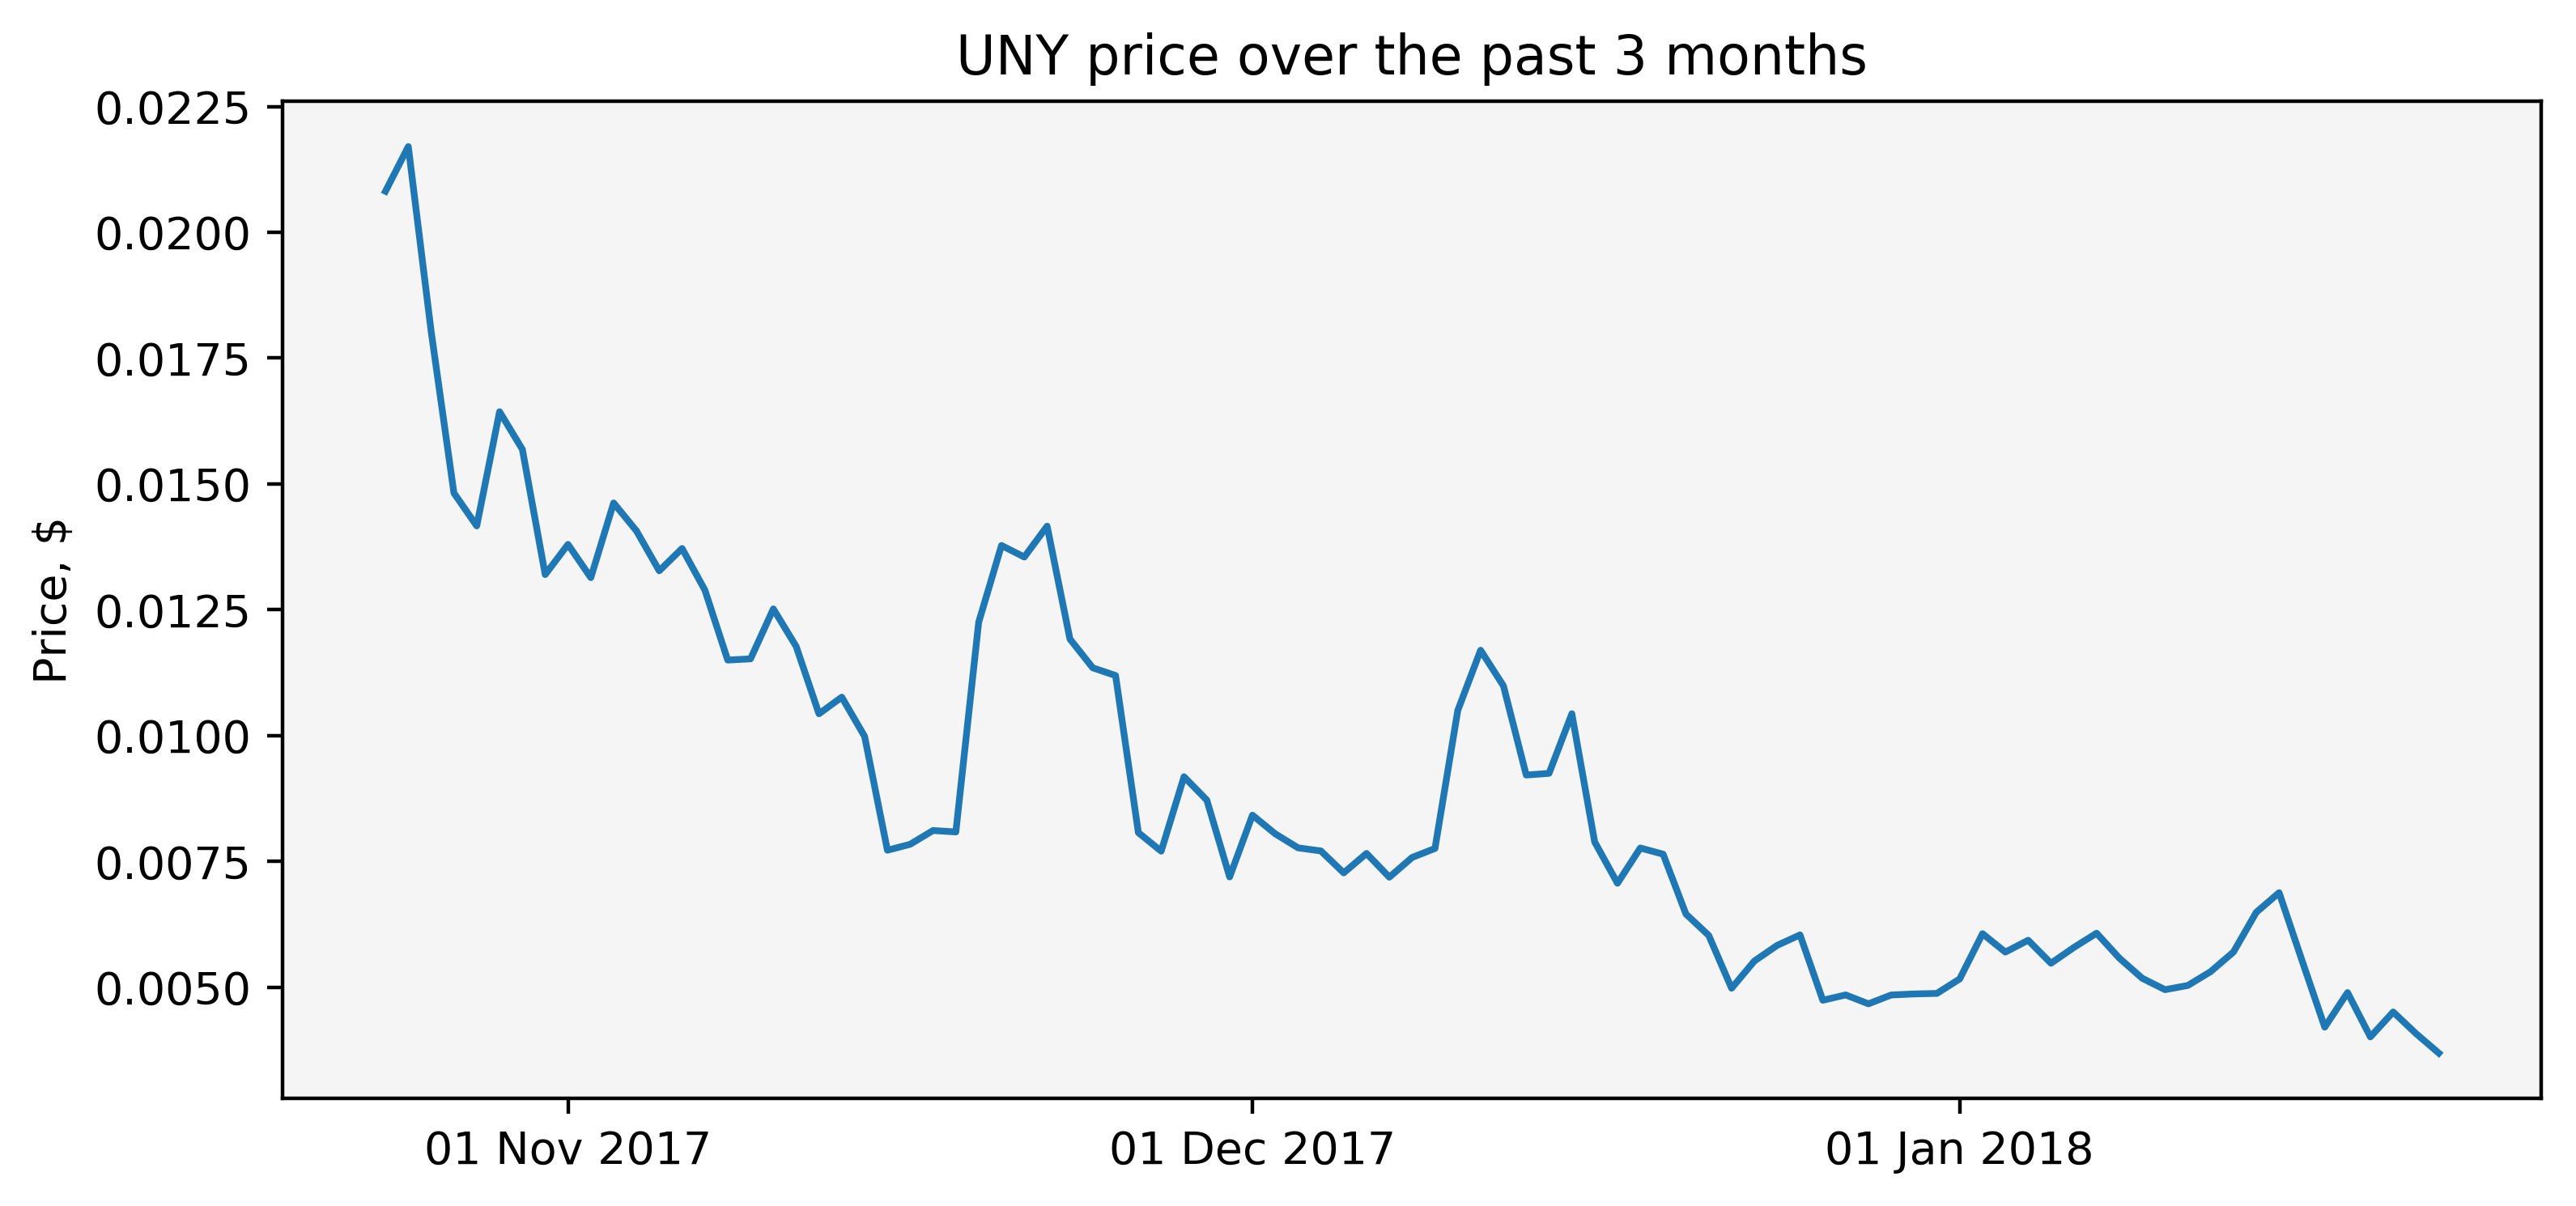 UNY price over the past 3 months
Price, $
0.0225
0.0200
0.0175
0.0150
0.0125
0.0100
0.0075
0.0050
01 Nov 2017
01 Dec 2017
01 Jan 2018